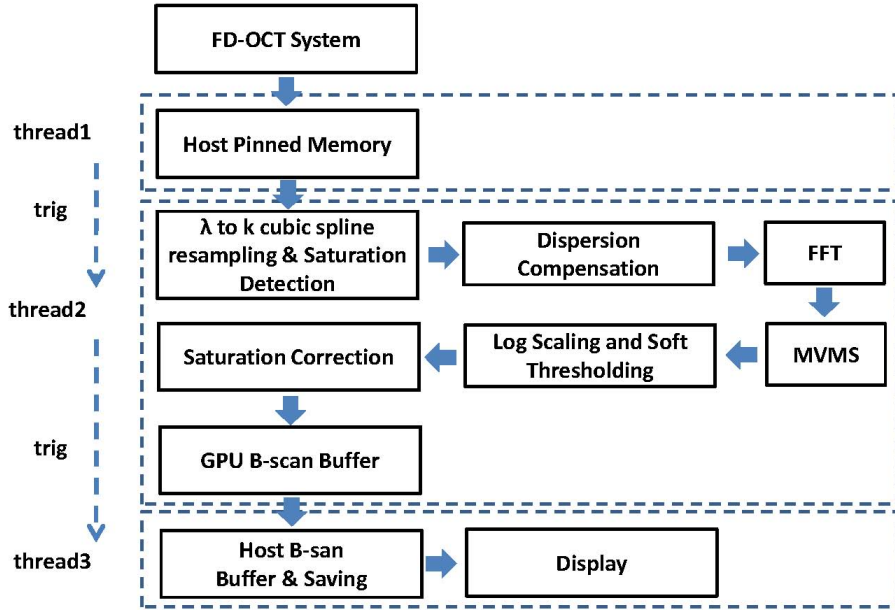 FD-OCT System
thread1
Host Pinned Memory
trig
λ to k cubic spline
resampling & Saturation
Detection
Dispersion
Compensation
FFT
thread2
Saturation Correction
Log Scaling and Soft
Thresholding
MVMS
trig
GPU B-scan Buffer
thread3
Host B-san
Buffer & Saving
Display